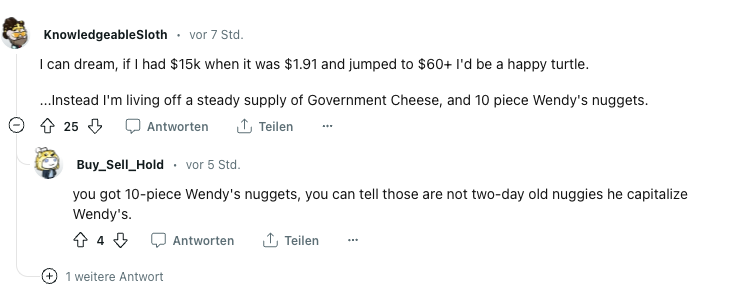 KnowledgeableSloth · vor 7 Std.
I can dream, if I had $15k when it was $1.91 and jumped to $60+ I'd be a happy turtle.
...Instead I'm living off a steady supply of Government Cheese, and 10 piece Wendy's nuggets.
25 Antworten Teilen ...
Buy_Sell_Hold · vor 5 Std.
you got 10-piece Wendy's nuggets, you can tell those are not two-day old nuggies he capitalize
Wendy's.
4 Antworten Teilen ...
1 weitere Antwort